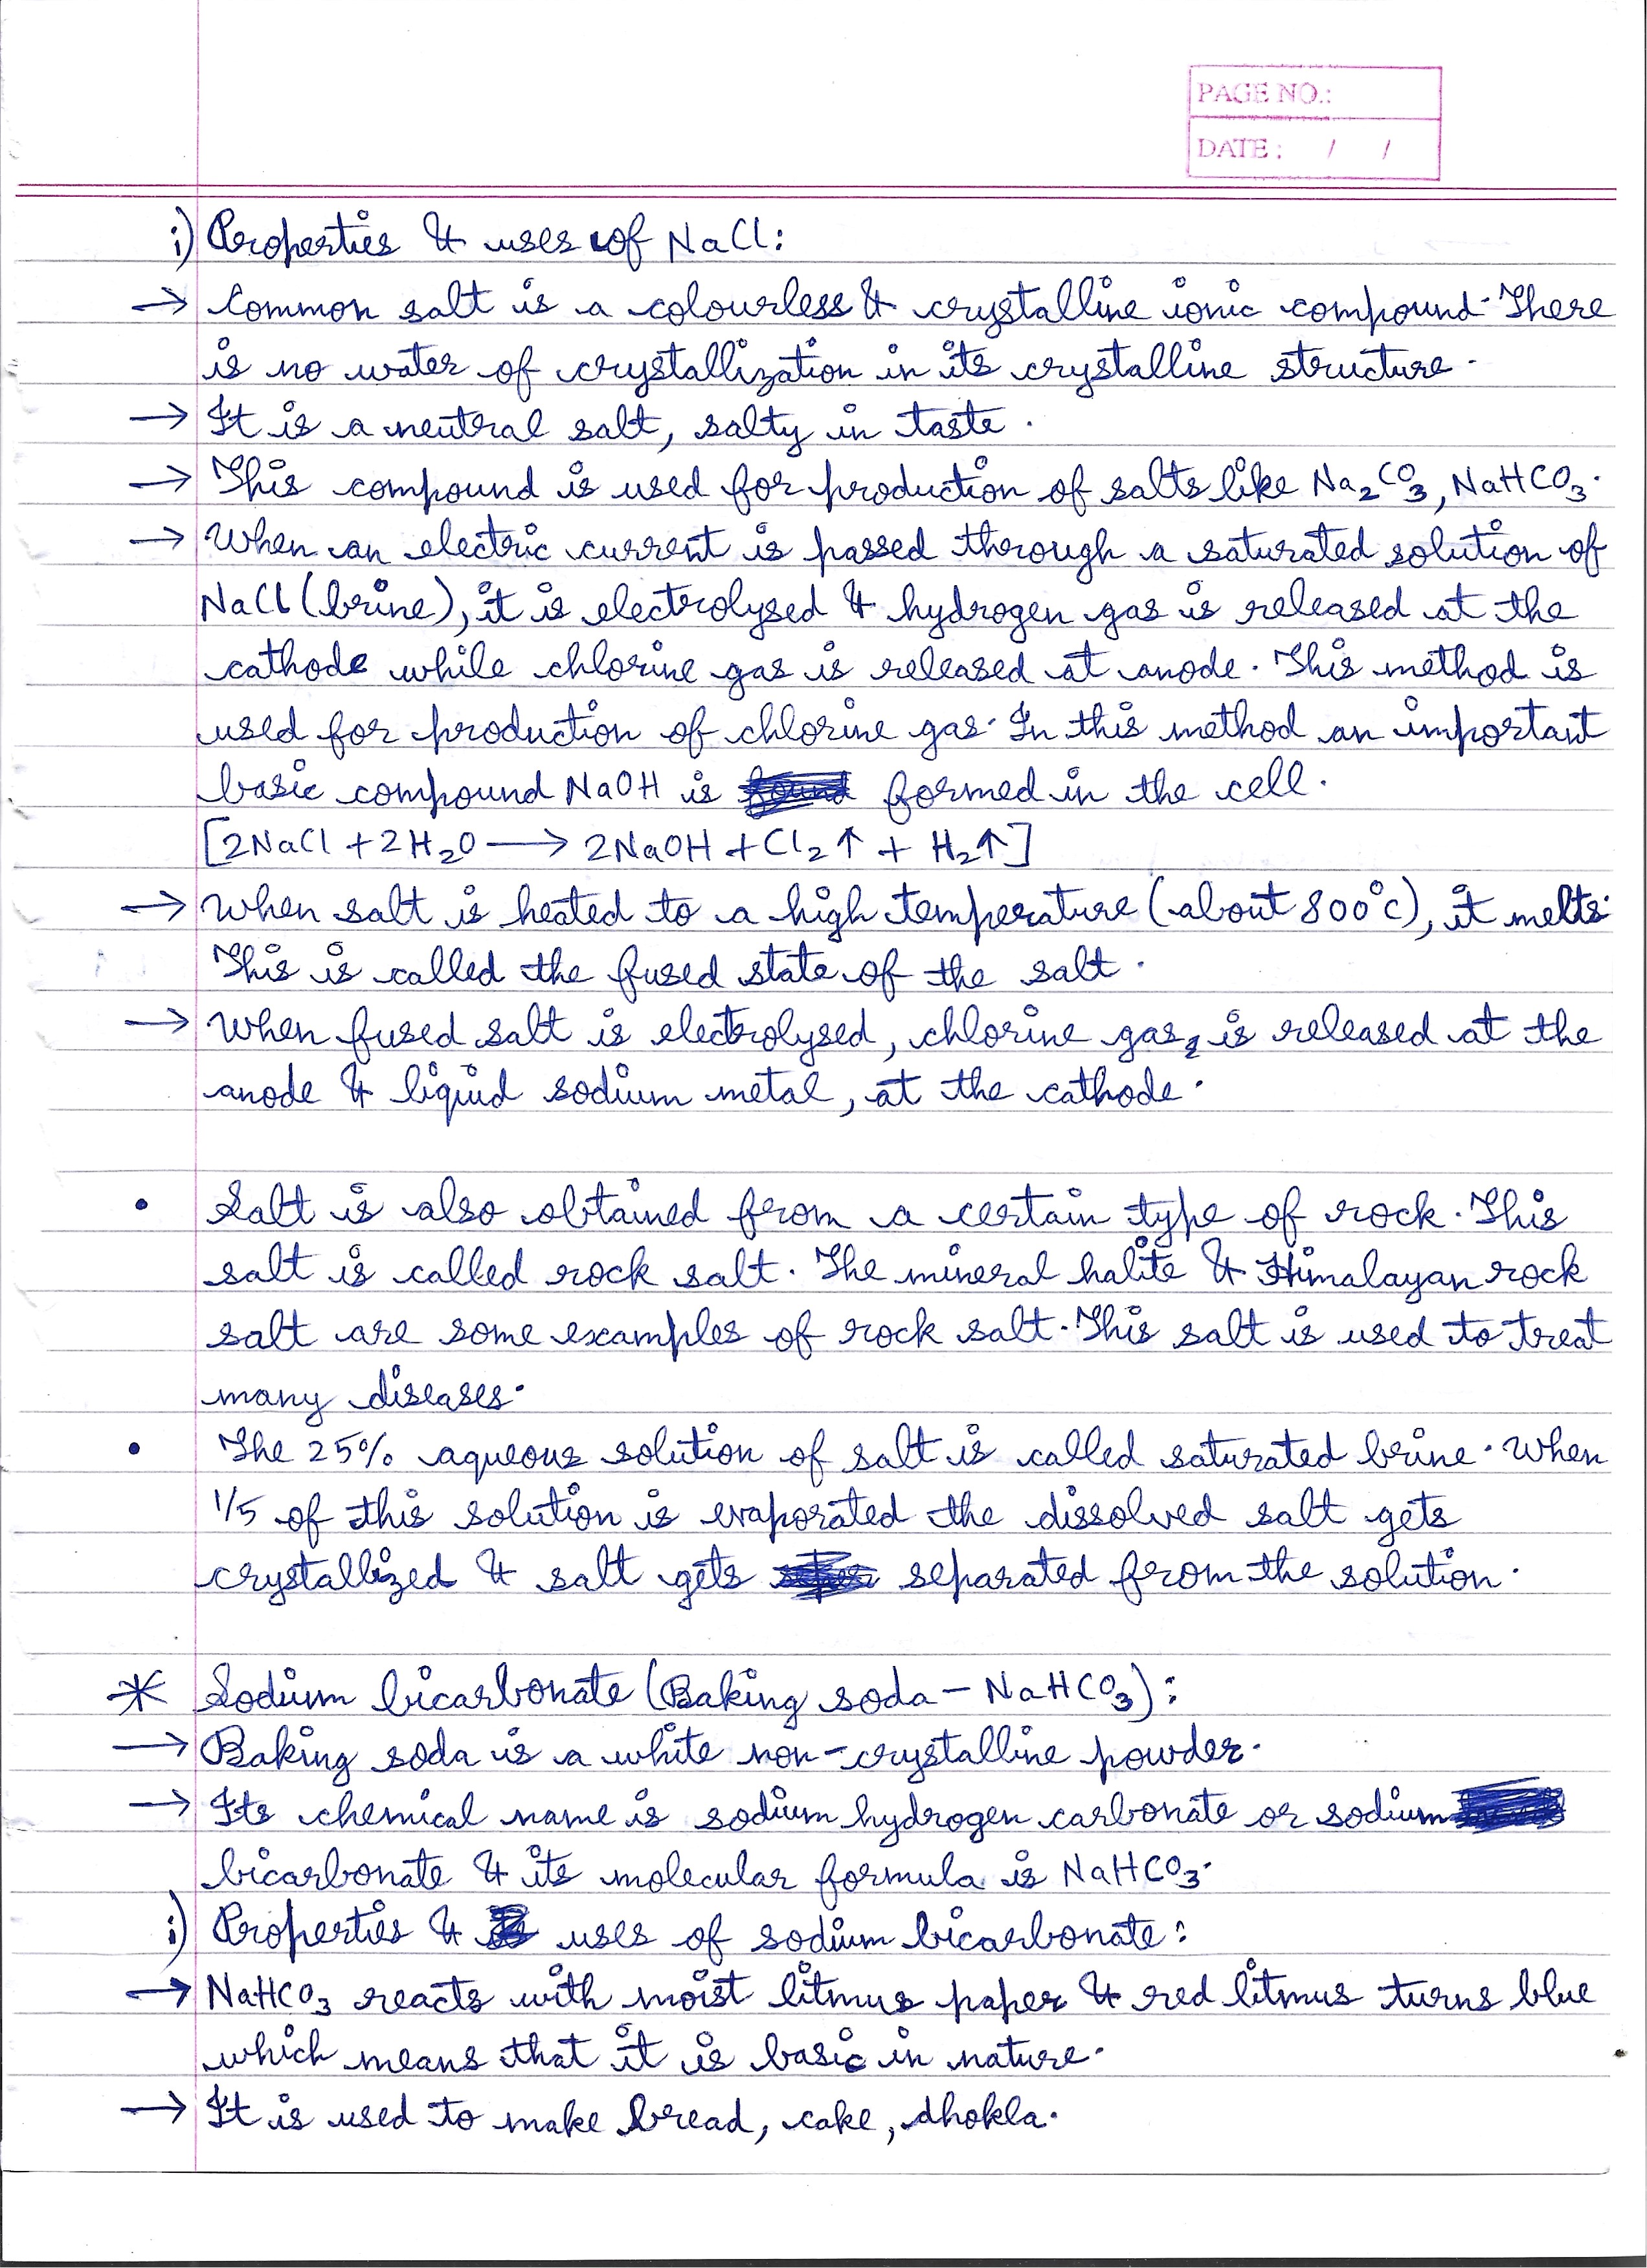 PAGE NO.:
DATE: / /
i) Properties & uses of NaCl:
→ Common salt is a colourless & crystalline ionic compound. There
is no water of crystallization in its crystalline structure.
→ It is a neutral salt, salty in taste.
→ This compound is used for production of salts like Na₂CO₃, NaHCO₃.
→ When an electric current is passed through a saturated solution of
NaCl (brine), it is electrolysed & hydrogen gas is released at the
cathode while chlorine gas is released at anode. This method is
used for production of chlorine gas. In this method an important
basic compound NaOH is formed in the cell.
[2NaCl + 2H₂O → 2NaOH + Cl₂↑ + H₂↑]
→ When salt is heated to a high temperature (about 800°c), it melts.
This is called the fused state of the salt.
→ When fused salt is electrolysed, chlorine gas, is released at the
anode & liquid sodium metal, at the cathode.
• Salt is also obtained from a certain type of rock. This
salt is called rock salt. The mineral halite & Himalayan rock
salt are some examples of rock salt. This salt is used to treat
many diseases.
• The 25% aqueous solution of salt is called saturated brine. When
1/5 of this solution is evaporated the dissolved salt gets
crystallized & salt gets separated from the solution.
* Sodium bicarbonate (Baking soda - NaHCO₃):
→ Baking soda is a white non-crystalline powder.
→ Its chemical name is sodium hydrogen carbonate or sodium
bicarbonate & its molecular formula is NaHCO₃.
i) Properties & uses of sodium bicarbonate:
→ NaHCO₃ reacts with moist litmus paper & red litmus turns blue
which means that it is basic in nature.
→ It is used to make bread, cake, dhokla.